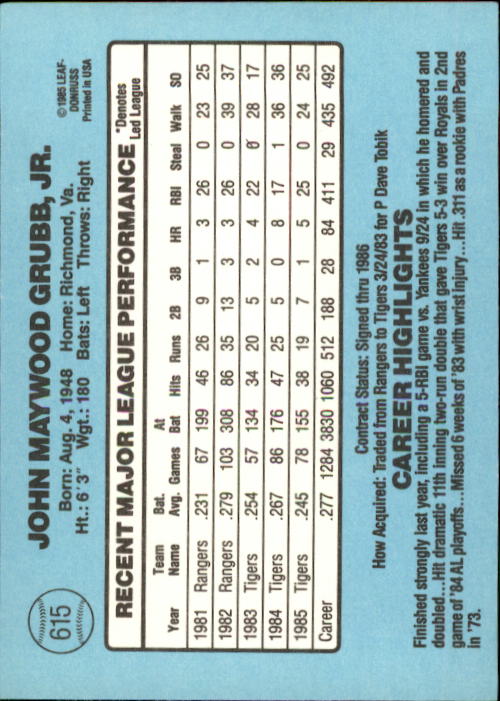 615
JOHN MAYWOOD GRUBB, JR.
Born: Aug. 4, 1948 Home: Richmond, Va.
Ht.: 6'3" Wgt.: 180 Bats: Left Throws: Right
©1985 LEAF-
DONRUSS
Printed in USA
RECENT MAJOR LEAGUE PERFORMANCE
*Denotes
Led League
Year Team Name Bat. Avg. Games At Bat Hits Runs 2B 3B HR RBI Steal Walk SO
1981 Rangers .231 67 199 46 26 9 1 3 26 0 23 25
1982 Rangers .279 103 308 86 35 13 3 3 26 0 39 37
1983 Tigers .254 57 134 34 20 5 2 4 22 0 28 17
1984 Tigers .267 86 176 47 25 5 0 8 17 1 36 36
1985 Tigers .245 78 155 38 19 7 1 5 25 0 24 25
Career .277 1284 3830 1060 512 188 28 84 411 29 435 492
Contract Status: Signed thru 1986
How Acquired: Traded from Rangers to Tigers 3/24/83 for P Dave Tobik
CAREER HIGHLIGHTS
Finished strongly last year, including a 5-RBI game vs. Yankees 9/24 in which he homered and
doubled...Hit dramatic 11th inning two-run double that gave Tigers 5-3 win over Royals in 2nd
game of '84 AL playoffs...Missed 6 weeks of '83 with wrist injury...Hit .311 as a rookie with Padres
in '73.